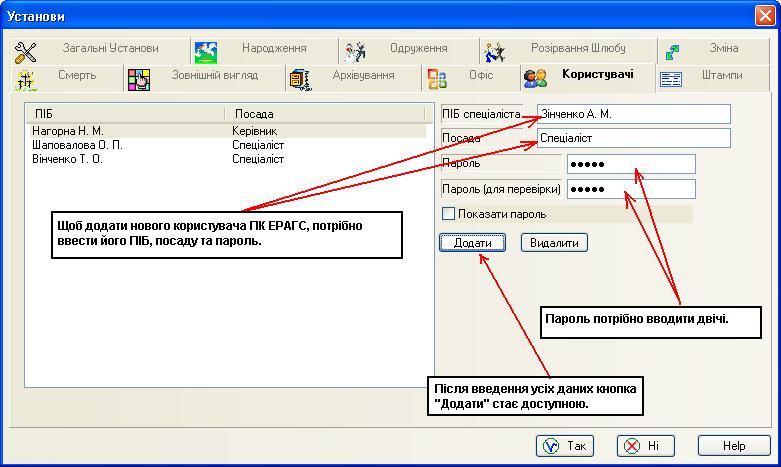 Установи
Загальні Установи
Народження
Одруження
Розірвання Шлюбу
Зміна
Смерть
Зовнішній вигляд
Архівування
Офіс
Користувачі
Штампи
ПІБ
Посада
Нагорна Н. М.
Керівник
Шаповалова О. П.
Спеціаліст
Вінченко Т. О.
Спеціаліст
ПІБ спеціаліста
Зінченко А. М.
Посада
Спеціаліст
Пароль
●●●●●
Пароль (для перевірки)
●●●●●
Показати пароль
Додати
Видалити
Щоб додати нового користувача ПК ЕРАГС, потрібно
ввести його ПІБ, посаду та пароль.
Пароль потрібно вводити двічі.
Після введення усіх даних кнопка
"Додати" стає доступною.
Так
Ні
Help